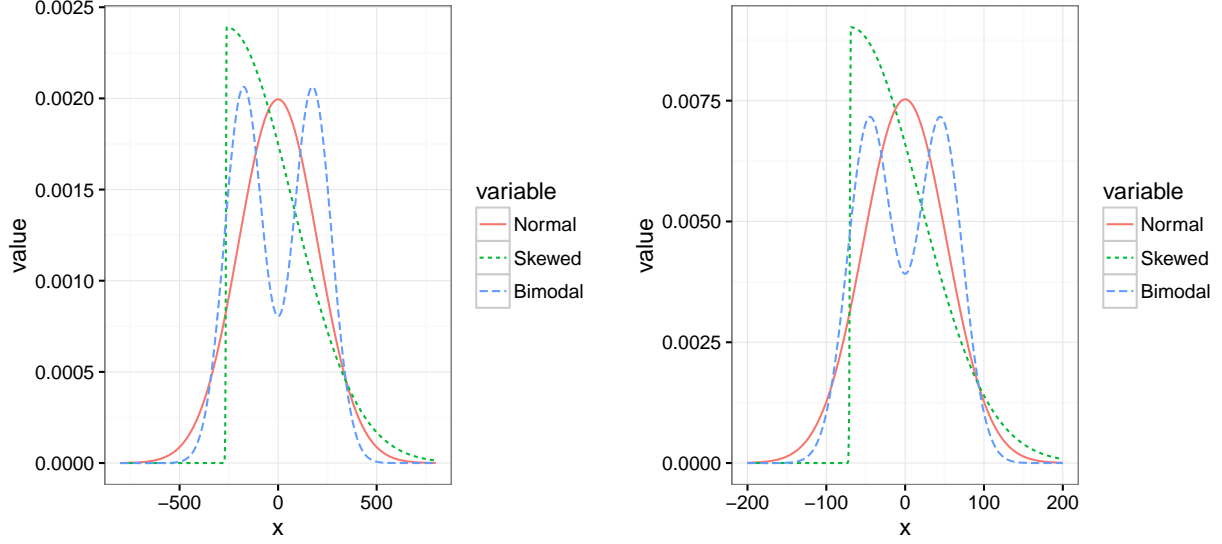 0.0025
0.0020
0.0015
0.0010
0.0005
0.0000
value
−500
0
500
x
variable
Normal
Skewed
Bimodal
0.0075
0.0050
0.0025
0.0000
value
−200
−100
0
100
200
x
variable
Normal
Skewed
Bimodal